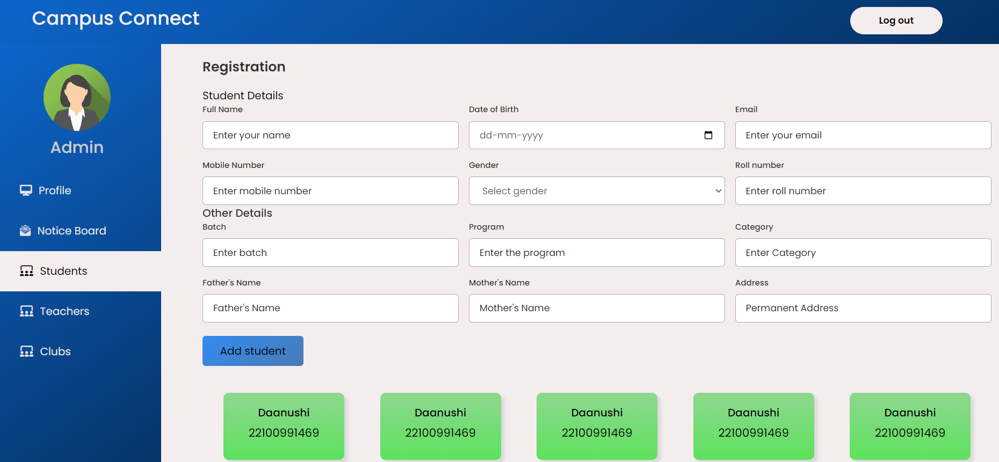 Campus Connect
Log out
Admin
Profile
Notice Board
Students
Teachers
Clubs
Registration
Student Details
Full Name Date of Birth Email
Enter your name dd-mm-yyyy Enter your email
Mobile Number Gender Roll number
Enter mobile number Select gender Enter roll number
Other Details
Batch Program Category
Enter batch Enter the program Enter Category
Father's Name Mother's Name Address
Father's Name Mother's Name Permanent Address
Add student
Daanushi Daanushi Daanushi Daanushi Daanushi
22100991469 22100991469 22100991469 22100991469 22100991469